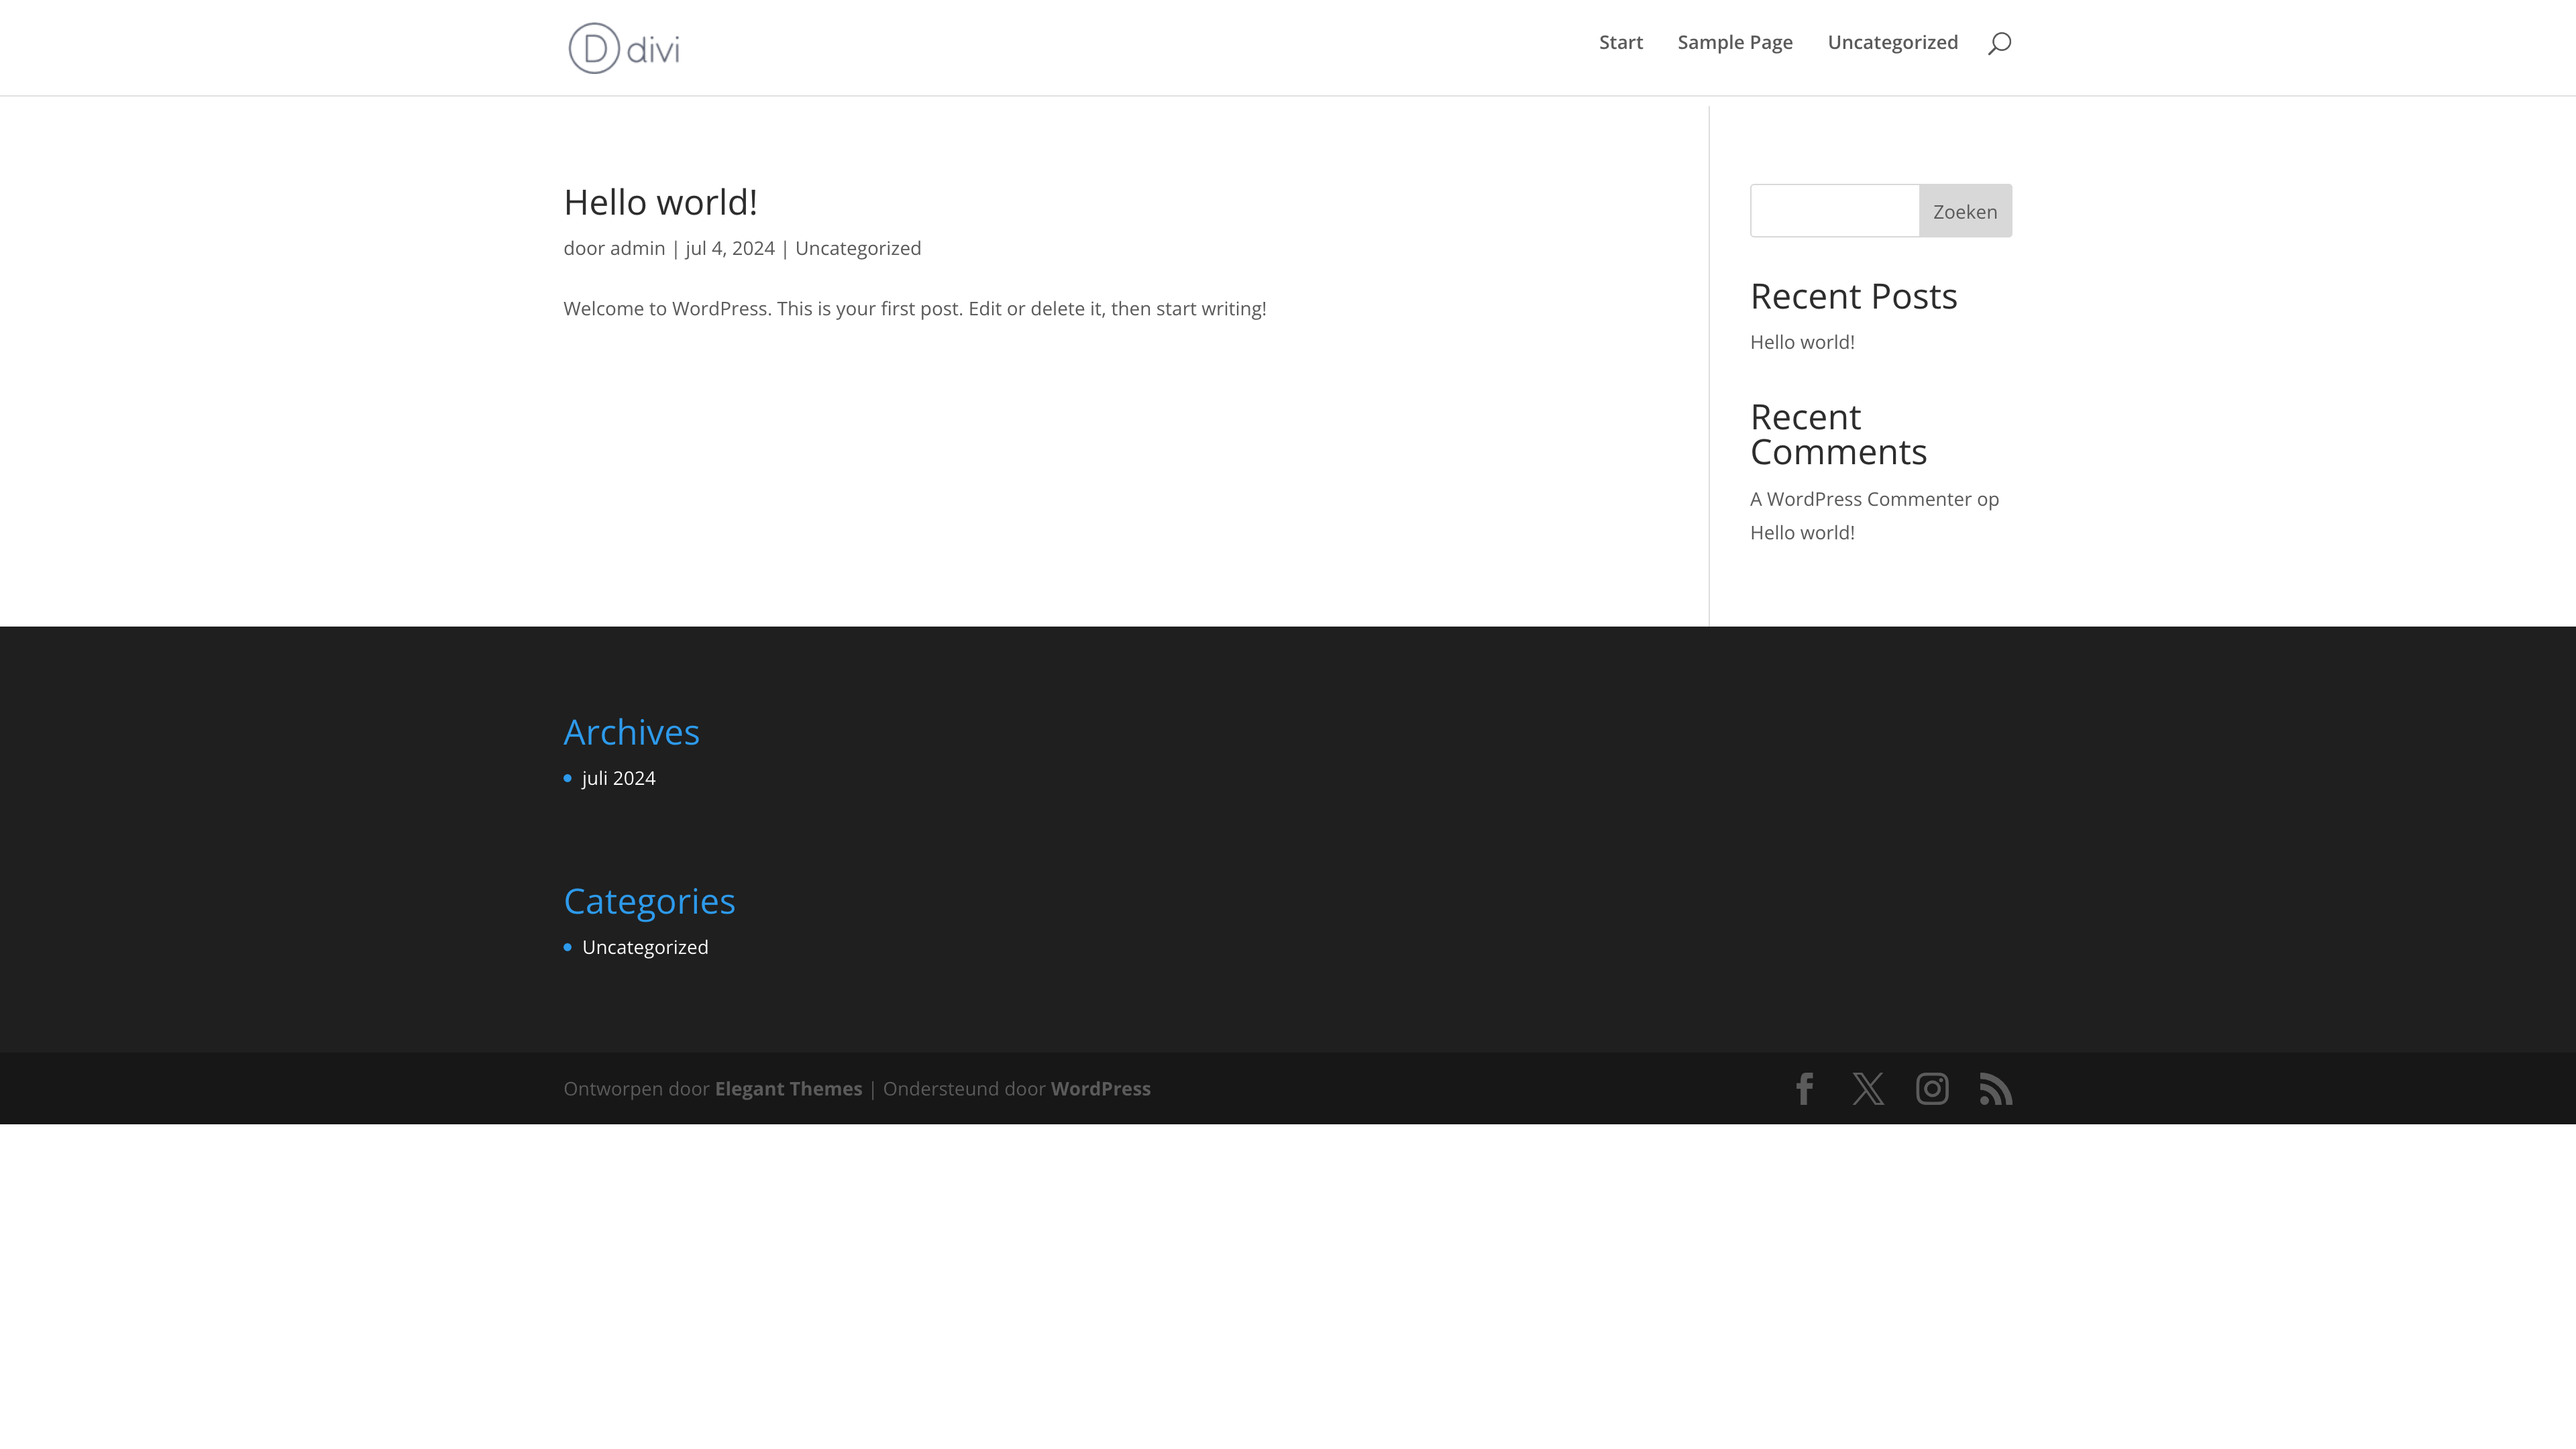 D divi
Start Sample Page Uncategorized
Hello world!
door admin | jul 4, 2024 | Uncategorized
Welcome to WordPress. This is your first post. Edit or delete it, then start writing!
Zoeken
Recent Posts
Hello world!
Recent
Comments
A WordPress Commenter op
Hello world!
Archives
juli 2024
Categories
Uncategorized
Ontworpen door Elegant Themes | Ondersteund door WordPress